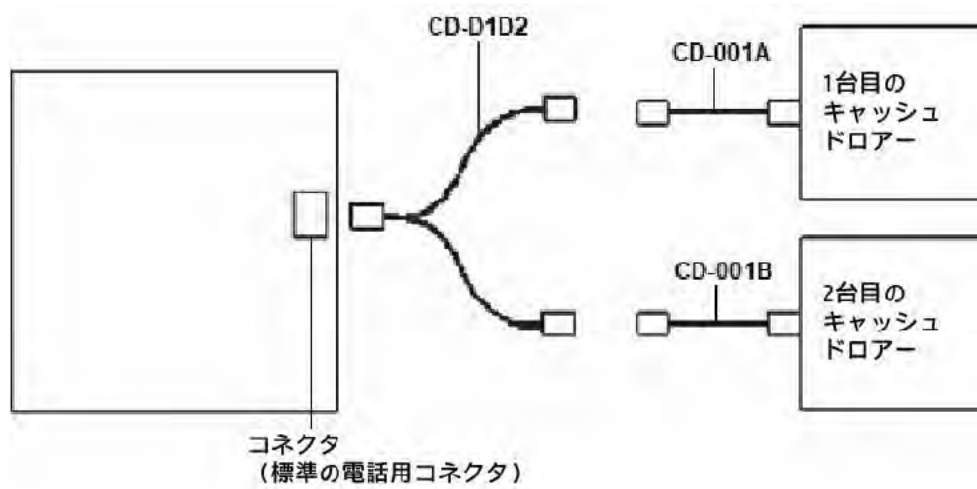 CD-D1D2
CD-001A
1台目の
キャッシュ
ドロアー
CD-001B
2台目の
キャッシュ
ドロアー
コネクタ
（標準の電話用コネクタ）